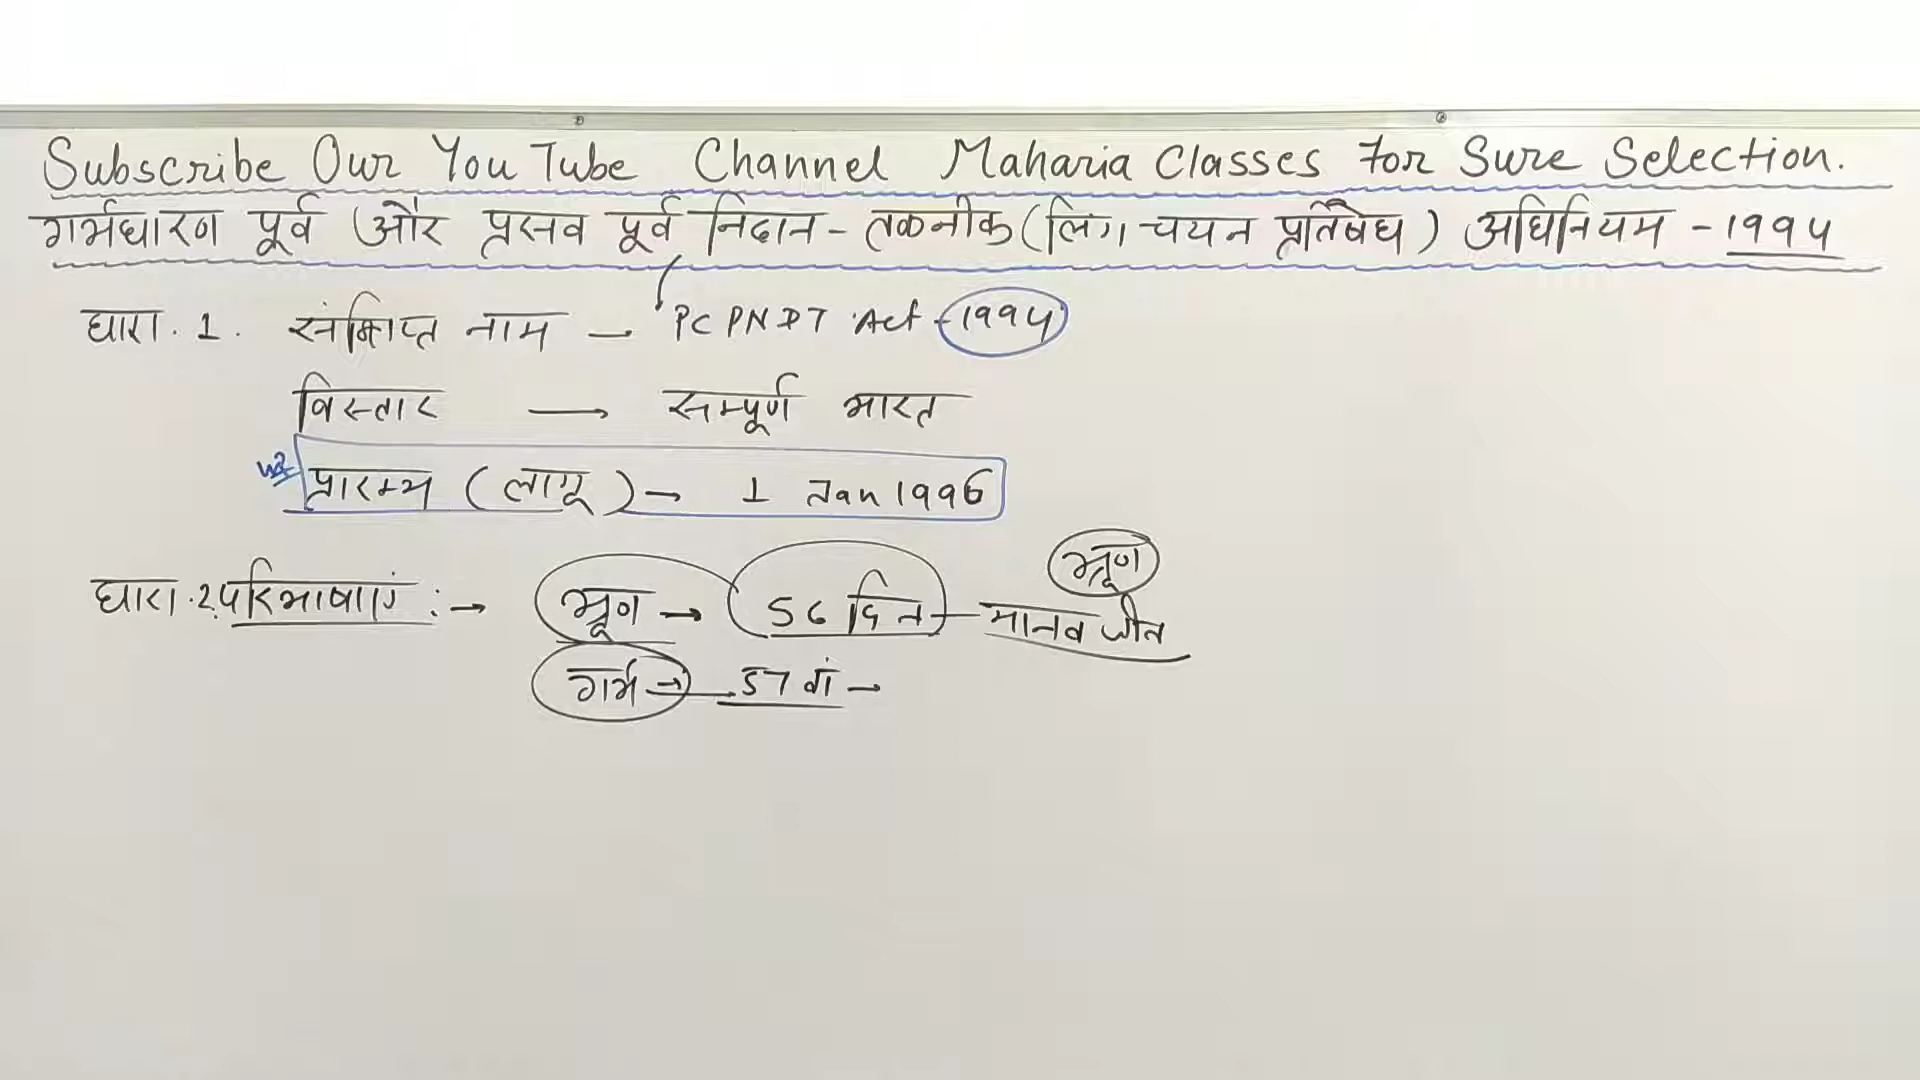 Subscribe Our YouTube Channel Maharia Classes For Sure Selection.
गर्भधारण पूर्व और प्रसव पूर्व निदान - तकनीक (लिंग चयन प्रतिषेध) अधिनियम - 1994
धारा. 1. संक्षिप्त नाम → PCPNDT Act - 1994
विस्तार → सम्पूर्ण भारत
प्रारम्भ (लागू) → 1 Jan 1996
भ्रूण
धारा. 2. परिभाषाएं :→ भ्रूण → 56 दिन - मानव जीव
गर्भ → 57 वां -